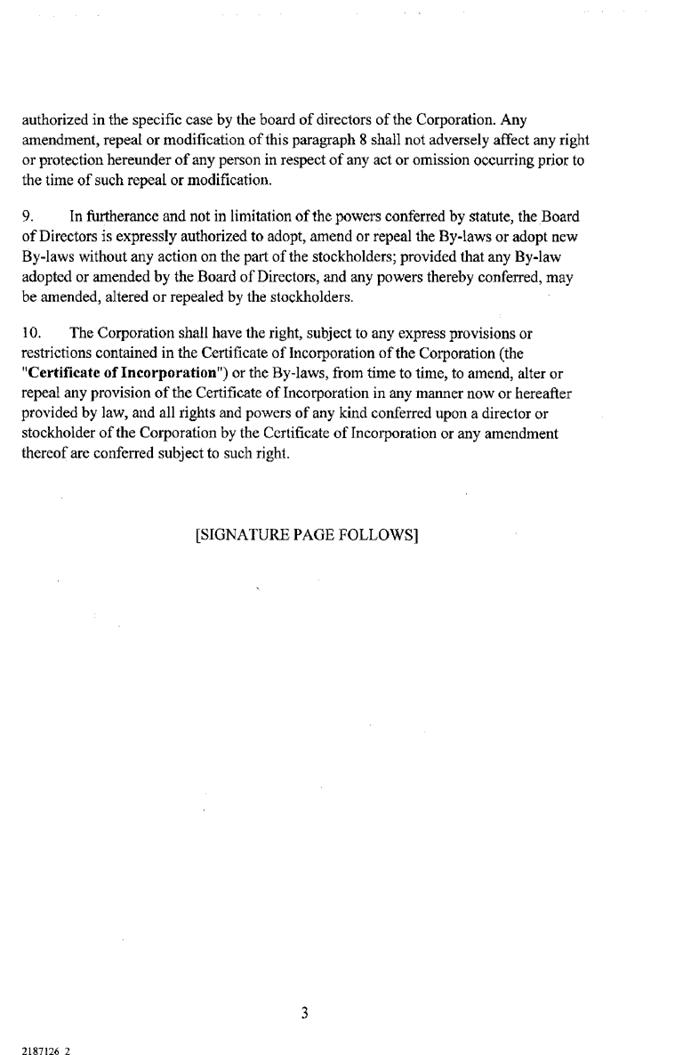 authorized in the specific case by the board of directors of the Corporation. Any
amendment, repeal or modification of this paragraph 8 shall not adversely affect any right
or protection hereunder of any person in respect of any act or omission occurring prior to
the time of such repeal or modification.
9. In furtherance and not in limitation of the powers conferred by statute, the Board
of Directors is expressly authorized to adopt, amend or repeal the By-laws or adopt new
By-laws without any action on the part of the stockholders; provided that any By-law
adopted or amended by the Board of Directors, and any powers thereby conferred, may
be amended, altered or repealed by the stockholders.
10. The Corporation shall have the right, subject to any express provisions or
restrictions contained in the Certificate of Incorporation of the Corporation (the
"Certificate of Incorporation") or the By-laws, from time to time, to amend, alter or
repeal any provision of the Certificate of Incorporation in any manner now or hereafter
provided by law, and all rights and powers of any kind conferred upon a director or
stockholder of the Corporation by the Certificate of Incorporation or any amendment
thereof are conferred subject to such right.
[SIGNATURE PAGE FOLLOWS]
3
2187126_2